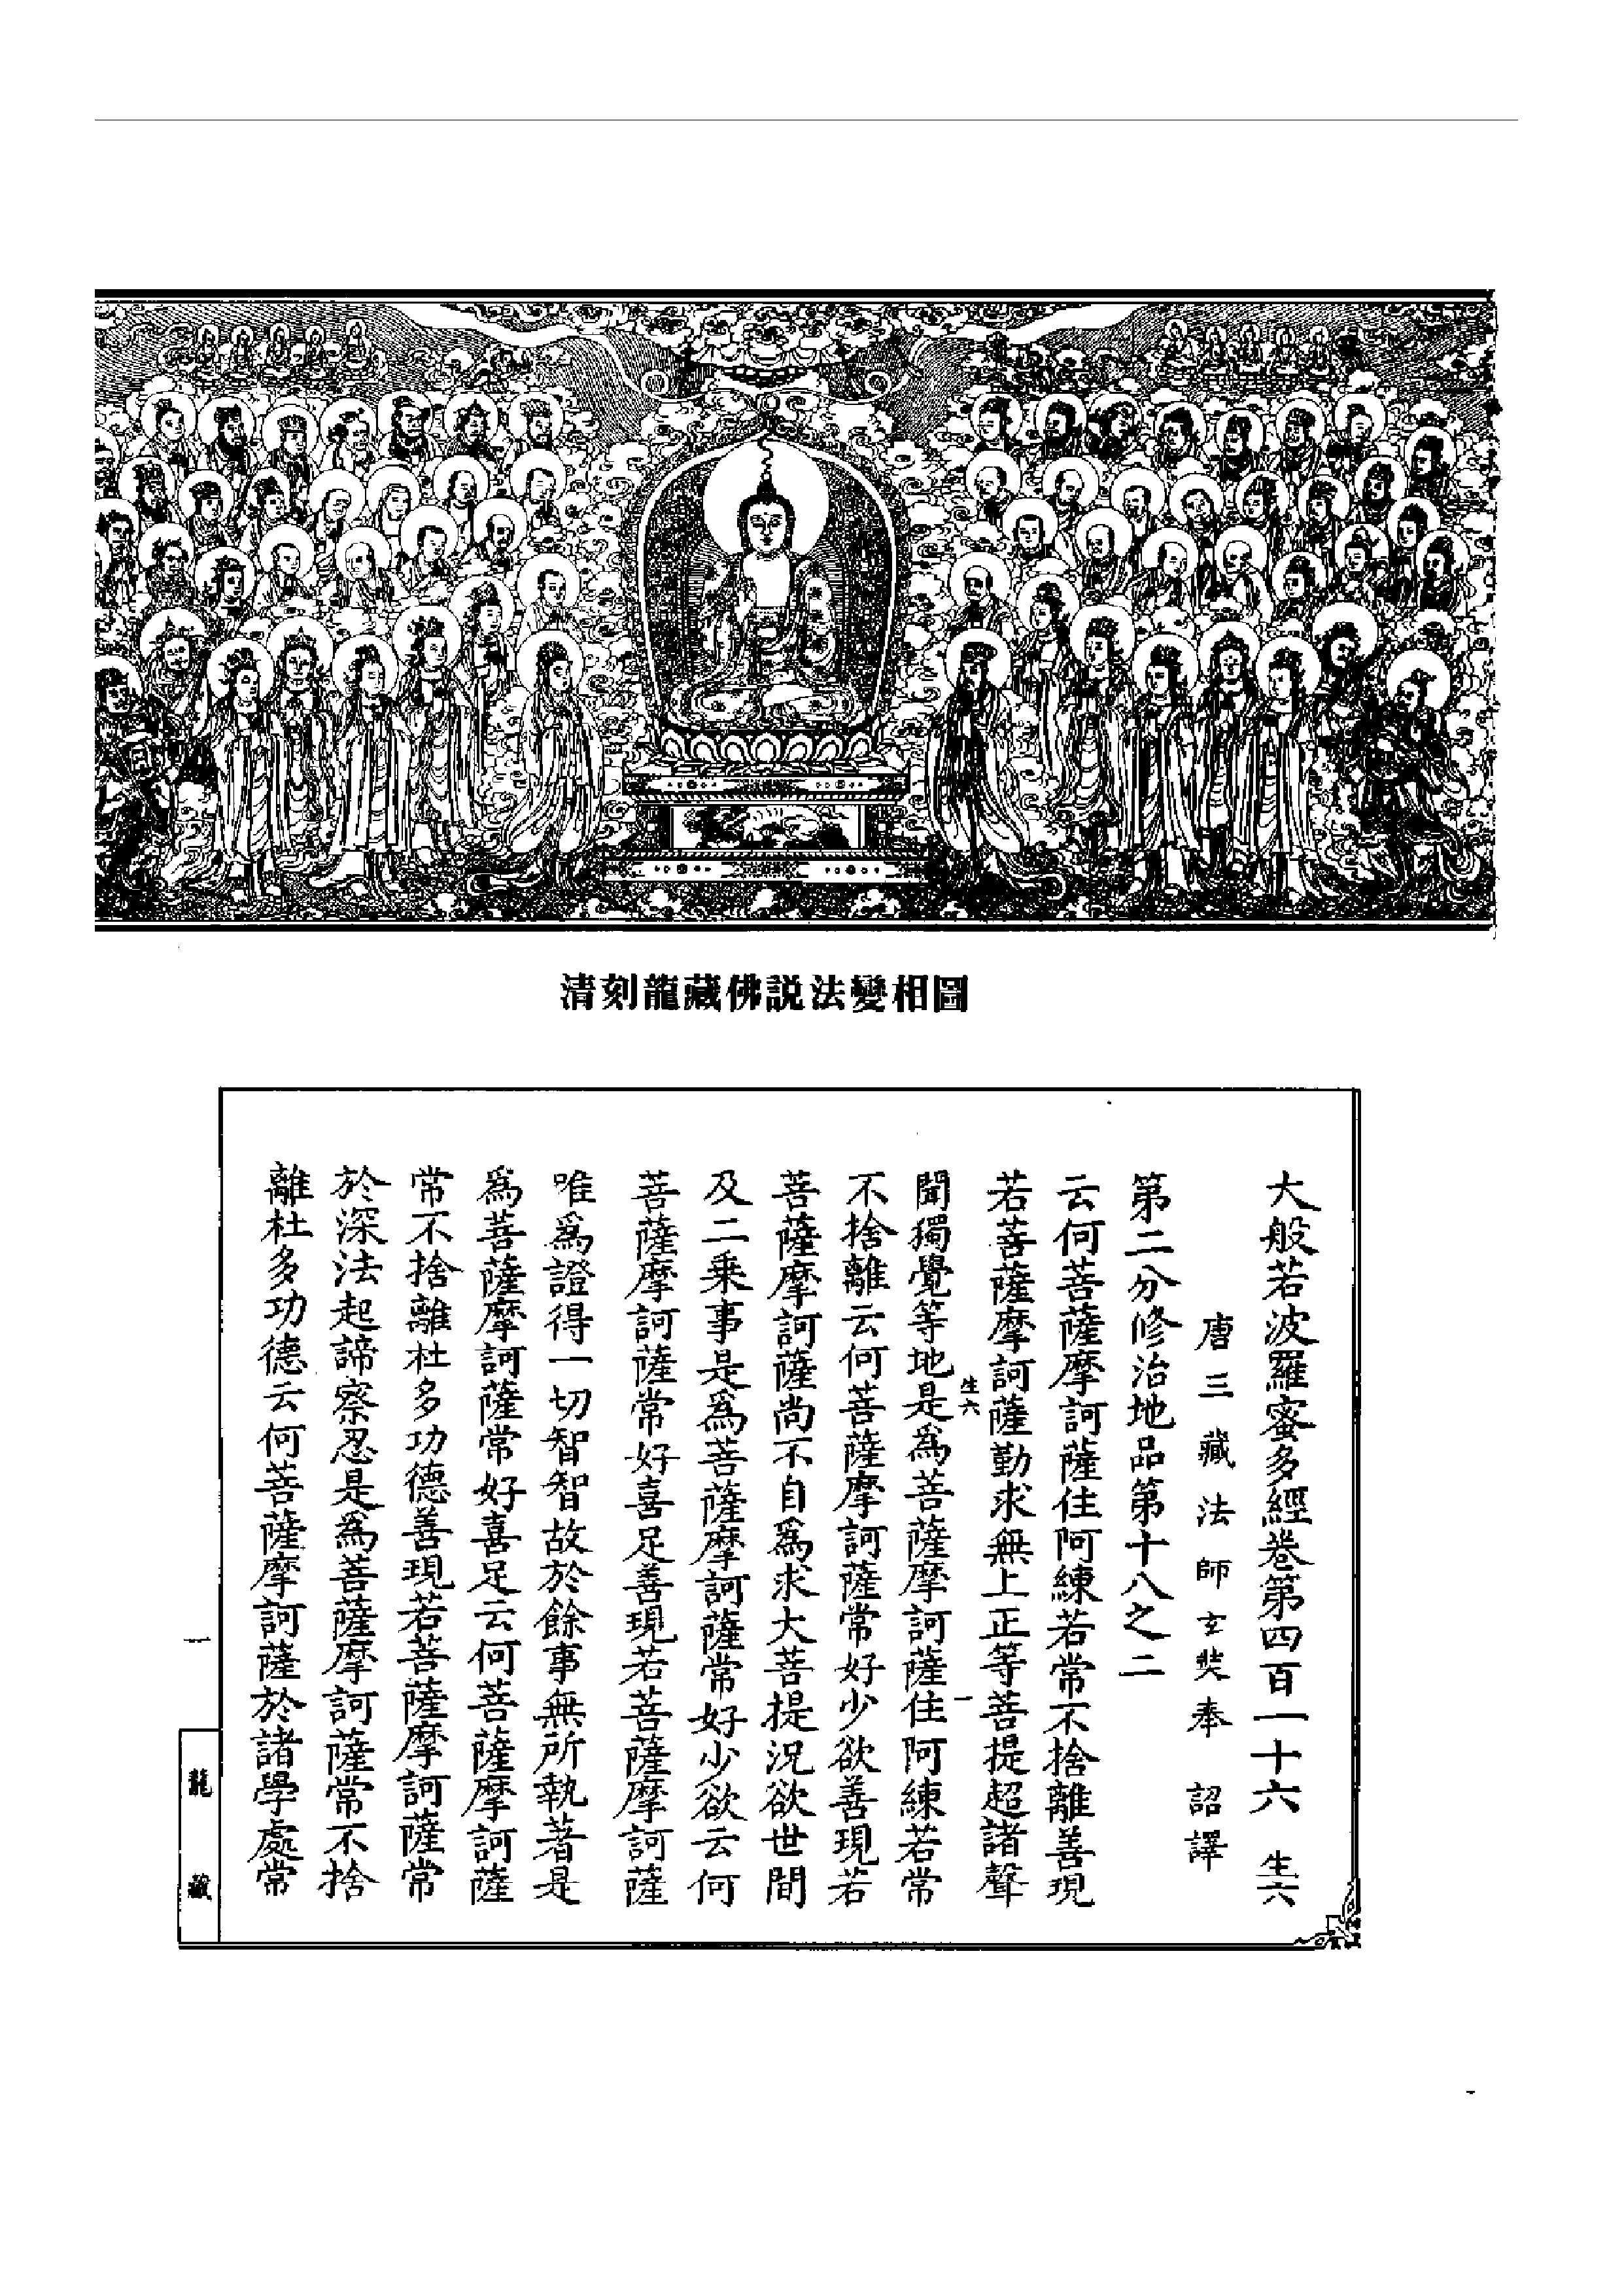 清刻龍藏佛説法變相圖
大般若波羅蜜多經卷第四百一十六 生六
唐三藏法師玄奘奉 詔譯
第二分修治地品第十八之二
云何菩薩摩訶薩住阿練若常不捨離善現
若菩薩摩訶薩勤求無上正等菩提超諸聲
生六 一
聞獨覺等地是爲菩薩摩訶薩住阿練若常
不捨離云何菩薩摩訶薩常好少欲善現若
菩薩摩訶薩尚不自爲求大菩提況欲世間
及二乘事是爲菩薩摩訶薩常好少欲云何
菩薩摩訶薩常好喜足善現若菩薩摩訶薩
唯爲證得一切智智故於餘事無所執著是
爲菩薩摩訶薩常好喜足云何菩薩摩訶薩
常不捨離杜多功德善現若菩薩摩訶薩常
於深法起諦察忍是爲菩薩摩訶薩常不捨
離杜多功德云何菩薩摩訶薩於諸學處常
一
龍藏